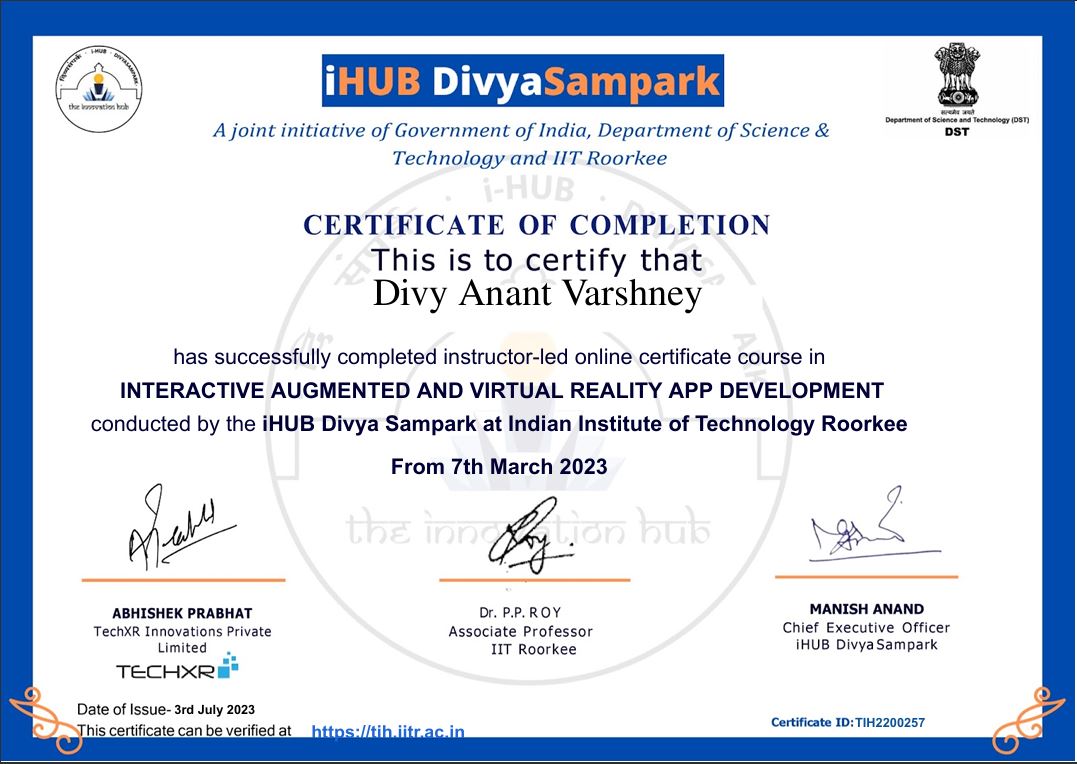 · i-HUB ·
the innovation hub
iHUB DivyaSampark
सत्यमेव जयते
Department of Science and Technology (DST)
DST
A joint initiative of Government of India, Department of Science &
Technology and IIT Roorkee
CERTIFICATE OF COMPLETION
This is to certify that
Divy Anant Varshney
has successfully completed instructor-led online certificate course in
INTERACTIVE AUGMENTED AND VIRTUAL REALITY APP DEVELOPMENT
conducted by the iHUB Divya Sampark at Indian Institute of Technology Roorkee
From 7th March 2023
the innovation hub
ABHISHEK PRABHAT
TechXR Innovations Private
Limited
TECHXR
Dr. P.P. ROY
Associate Professor
IIT Roorkee
MANISH ANAND
Chief Executive Officer
iHUB DivyaSampark
Date of Issue- 3rd July 2023
This certificate can be verified at https://tih.iitr.ac.in
Certificate ID:TIH2200257